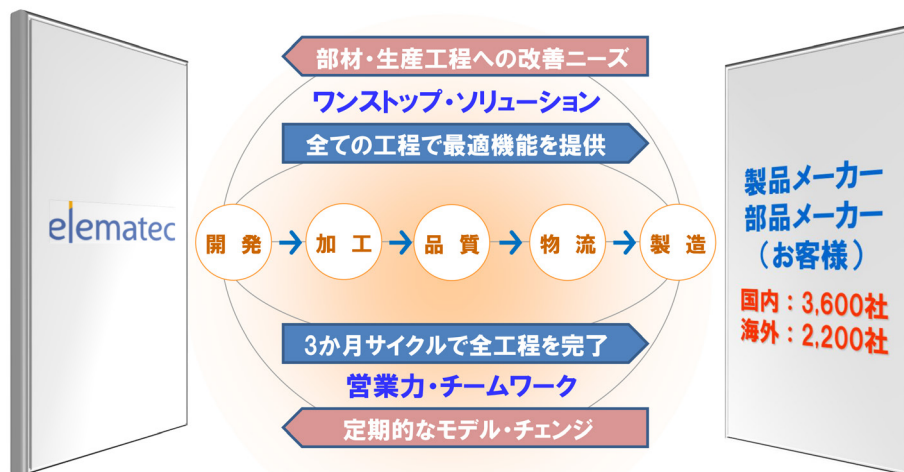 部材・生産工程への改善ニーズ
ワンストップ・ソリューション
全ての工程で最適機能を提供
elematec
開発
加工
品質
物流
製造
製品メーカー
部品メーカー
（お客様）
国内：3,600社
海外：2,200社
3か月サイクルで全工程を完了
営業力・チームワーク
定期的なモデル・チェンジ